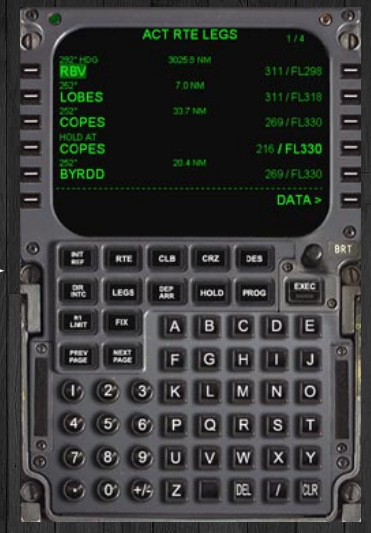 ACT RTE LEGS 1/4
292° HDG 3025.9 NM
RBV 311/FL298
252° 7.0 NM
LOBES 311/FL318
252° 33.7 NM
COPES 269/FL330
HOLD AT
COPES 216/FL330
252° 20.4 NM
BYRDD 269/FL330
DATA >
BRT
INIT REF RTE CLB CRZ DES
DIR INTC LEGS DEP ARR HOLD PROG EXEC
N1 LIMIT FIX
A B C D E
PREV PAGE NEXT PAGE
F G H I J
1 2 3 K L M N O
4 5 6 P Q R S T
7 8 9 U V W X Y
. 0 +/- Z DEL / CLR